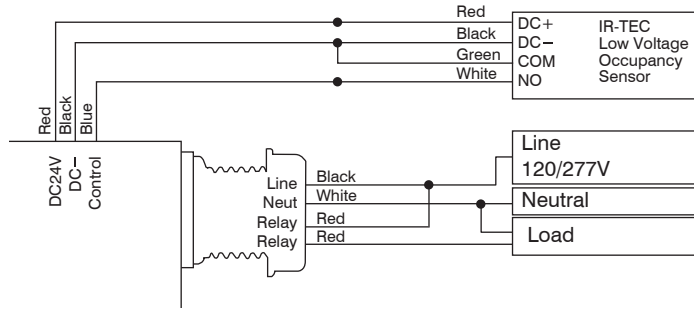 Red
Black
Green
White
DC+
DC−
COM
NO
IR-TEC
Low Voltage
Occupancy
Sensor
Red
Black
Blue
DC24V
DC−
Control
Line
Neut
Relay
Relay
Black
White
Red
Red
Line
120/277V
Neutral
Load